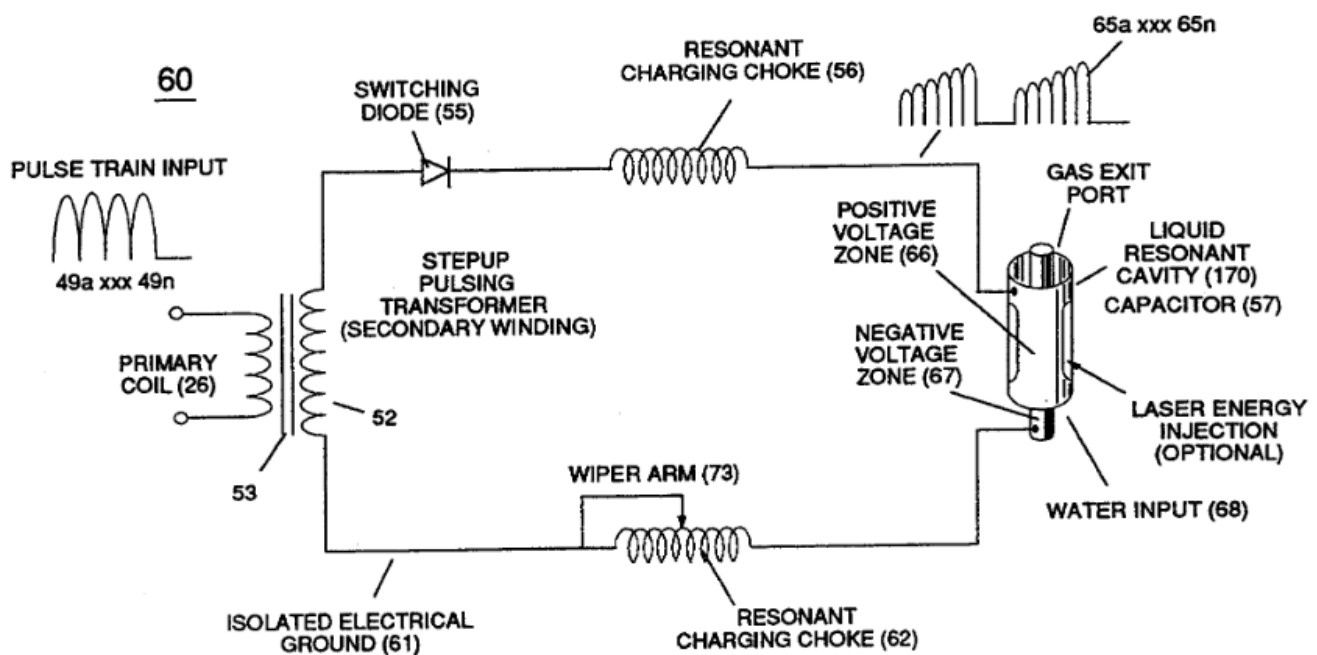 60
PULSE TRAIN INPUT
49a xxx 49n
PRIMARY
COIL (26)
53
52
STEPUP
PULSING
TRANSFORMER
(SECONDARY WINDING)
SWITCHING
DIODE (55)
RESONANT
CHARGING CHOKE (56)
65a xxx 65n
GAS EXIT
PORT
POSITIVE
VOLTAGE
ZONE (66)
LIQUID
RESONANT
CAVITY (170)
CAPACITOR (57)
NEGATIVE
VOLTAGE
ZONE (67)
LASER ENERGY
INJECTION
(OPTIONAL)
WATER INPUT (68)
WIPER ARM (73)
ISOLATED ELECTRICAL
GROUND (61)
RESONANT
CHARGING CHOKE (62)